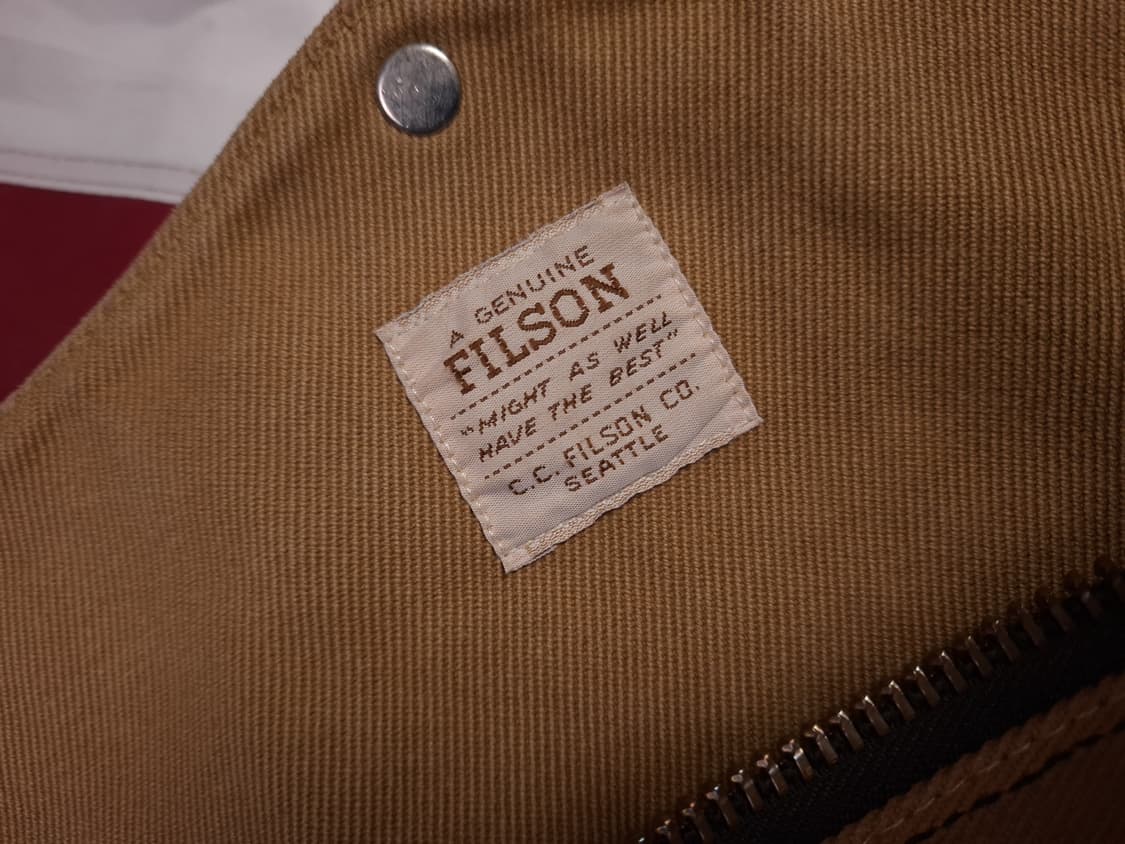 A GENUINE
FILSON
"MIGHT AS WELL
HAVE THE BEST"
C.C. FILSON CO.
SEATTLE